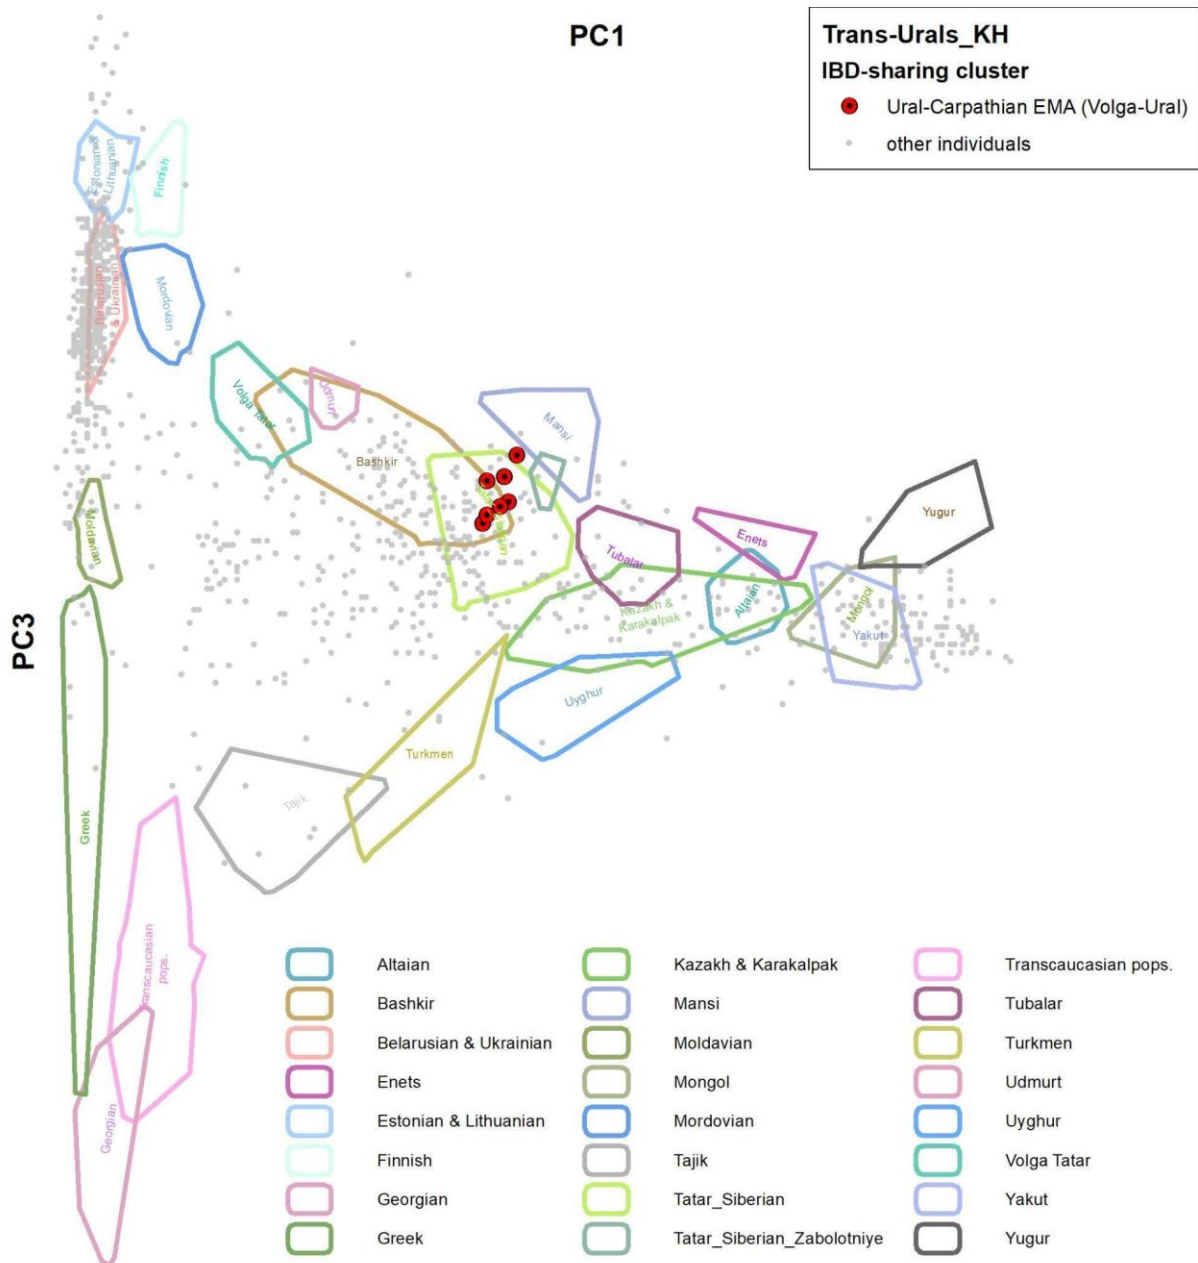 PC1
Trans-Urals_KH
IBD-sharing cluster
Ural-Carpathian EMA (Volga-Ural)
other individuals
Estonian &
Lithuanian
Finnish
Belarusian
& Ukrainian
Mordovian
Volga Tatar
Udmurt
Bashkir
Mansi
Moldavian
Tubalar
Enets
Yugur
Kazakh &
Karakalpak
Altaian
Mongol
Yakut
PC3
Uyghur
Turkmen
Tajik
Greek
Transcaucasian
pops.
Georgian
Altaian
Bashkir
Belarusian & Ukrainian
Enets
Estonian & Lithuanian
Finnish
Georgian
Greek
Kazakh & Karakalpak
Mansi
Moldavian
Mongol
Mordovian
Tajik
Tatar_Siberian
Tatar_Siberian_Zabolotniye
Transcaucasian pops.
Tubalar
Turkmen
Udmurt
Uyghur
Volga Tatar
Yakut
Yugur